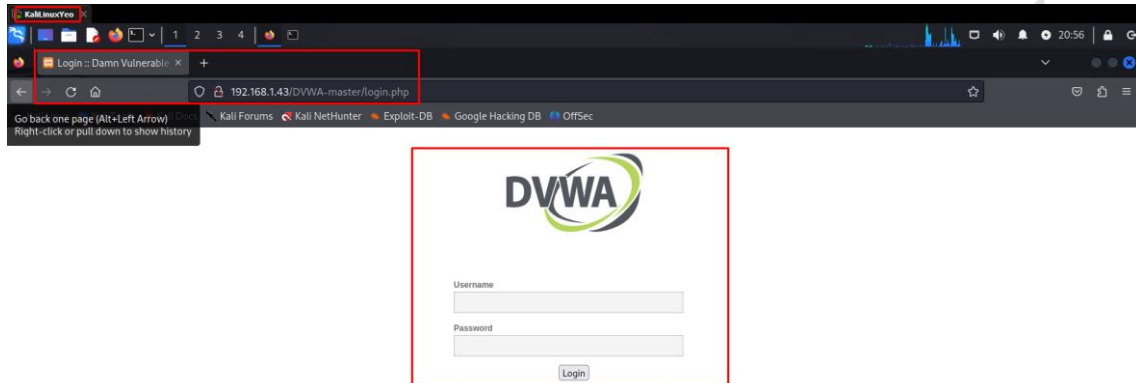 KaliLinuxYeo
1 2 3 4 20:56
Login :: Damn Vulnerable
192.168.1.43/DVWA-master/login.php
Go back one page (Alt+Left Arrow)
Right-click or pull down to show history
Kali Forums Kali NetHunter Exploit-DB Google Hacking DB OffSec
DVWA
Username
Password
Login